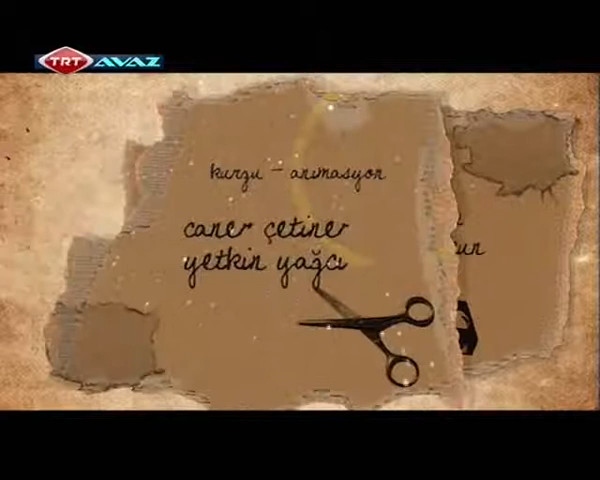 TRT AVAZ
kurgu - animasyon
caner çetiner
yetkin yağcı